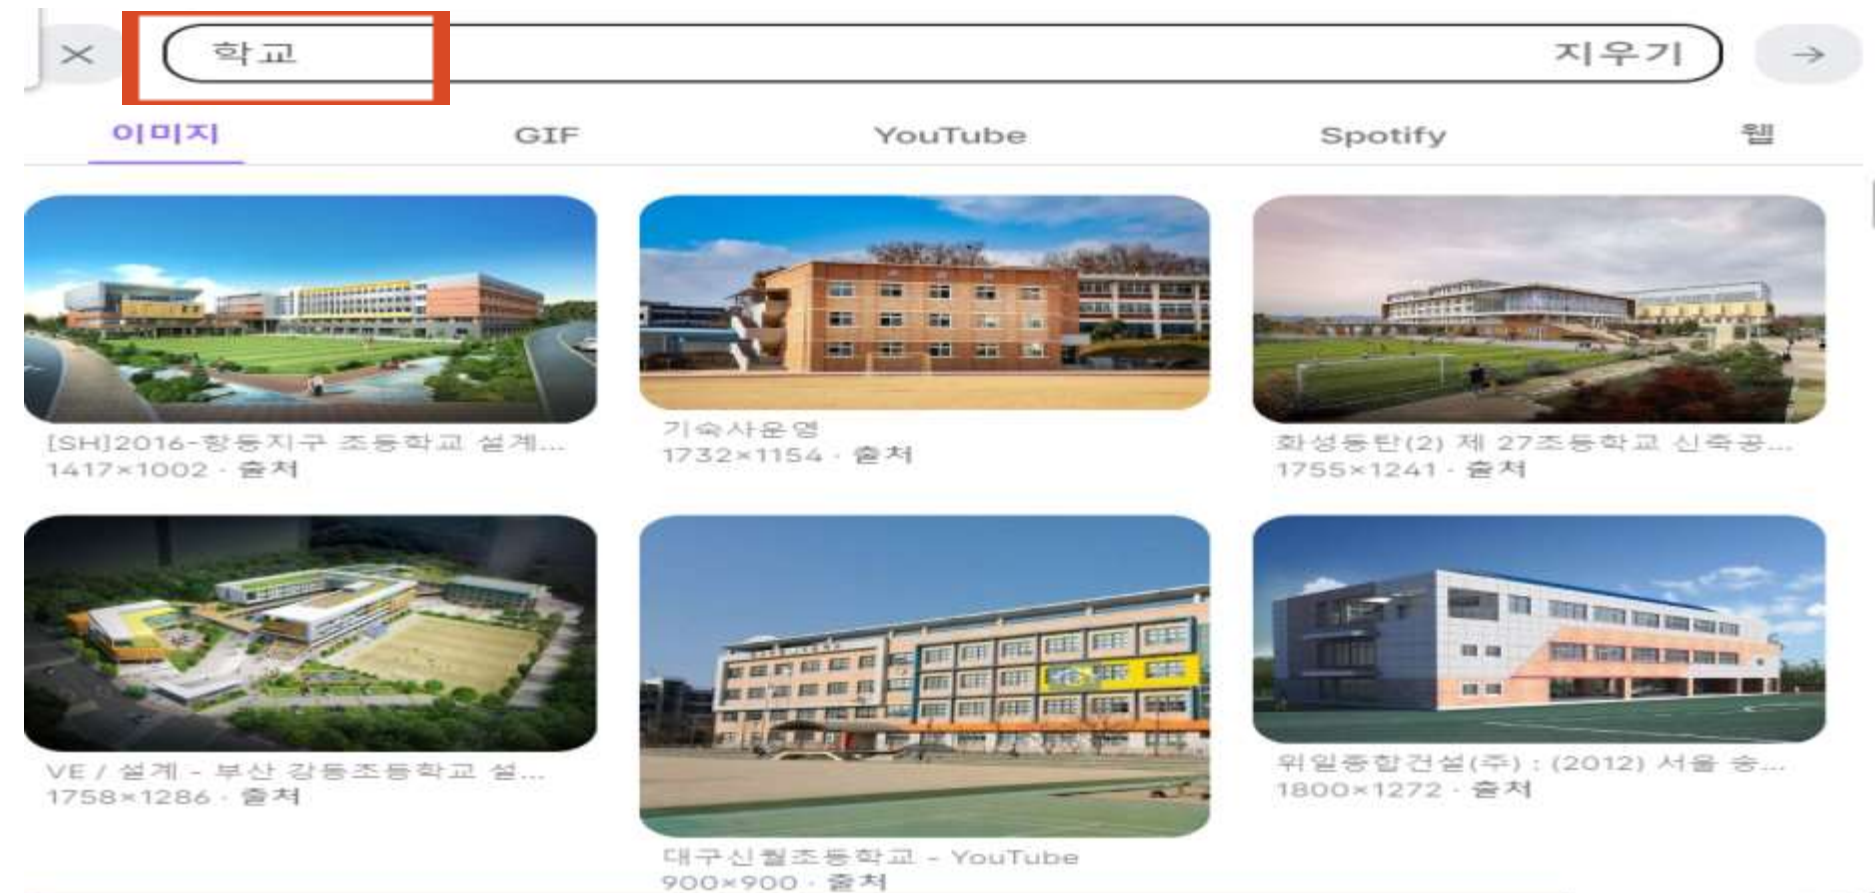 학교 지우기
이미지 GIF YouTube Spotify 웹
[SH]2016-항동지구 초등학교 설계...
1417×1002 · 출처
기숙사운영
1732×1154 · 출처
화성동탄(2) 제 27초등학교 신축공...
1755×1241 · 출처
VE / 설계 - 부산 강동초등학교 설...
1758×1286 · 출처
대구신월초등학교 - YouTube
900×900 · 출처
위일종합건설(주) : (2012) 서울 송...
1800×1272 · 출처